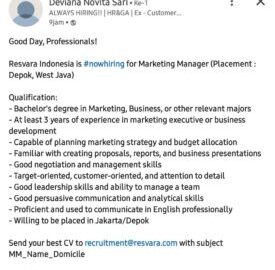 Deviana Novita Sari • Ke-1
ALWAYS HIRING!! | HR&GA | Ex - Customer...
9jam •
Good Day, Professionals!
Resvara Indonesia is #nowhiring for Marketing Manager (Placement :
Depok, West Java)
Qualification:
- Bachelor's degree in Marketing, Business, or other relevant majors
- At least 3 years of experience in marketing executive or business
development
- Capable of planning marketing strategy and budget allocation
- Familiar with creating proposals, reports, and business presentations
- Good negotiation and management skills
- Target-oriented, customer-oriented, and attention to detail
- Good leadership skills and ability to manage a team
- Good persuasive communication and analytical skills
- Proficient and used to communicate in English professionally
- Willing to be placed in Jakarta/Depok
Send your best CV to recruitment@resvara.com with subject
MM_Name_Domicile